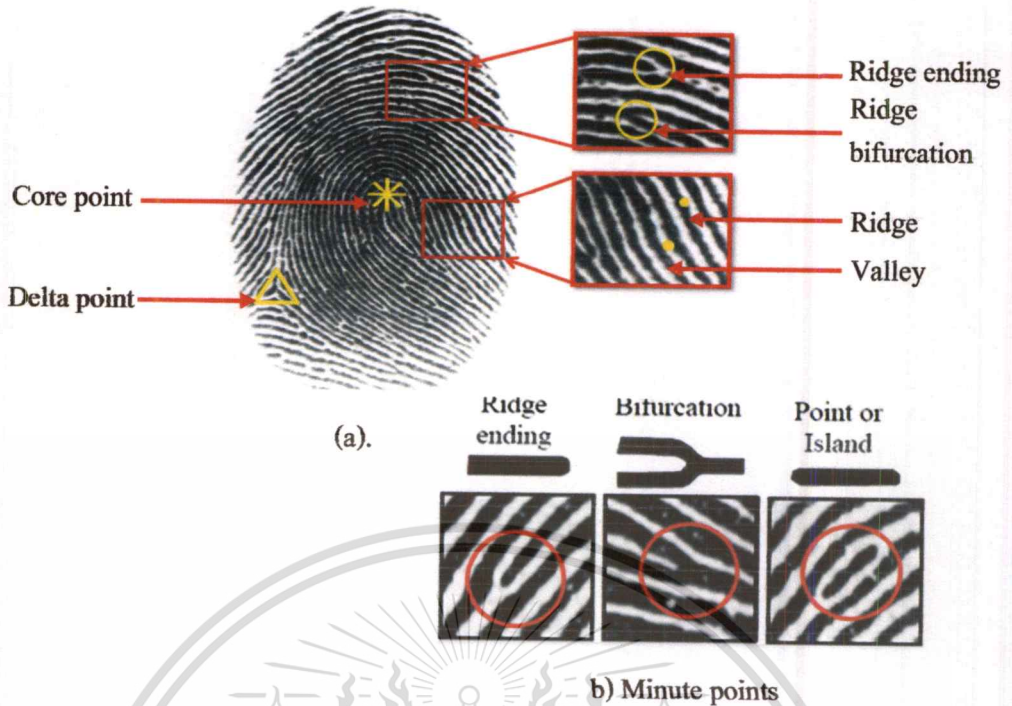 Ridge ending
Ridge
bifurcation
Core point
Ridge
Valley
Delta point
(a).
Ridge
ending
Bifurcation
Point or
Island
b) Minute points